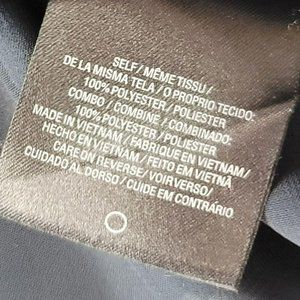 SELF / MÊME TISSU /
DE LA MISMA TELA / O PROPRIO TECIDO:
100% POLYESTER / POLIESTER
COMBO / COMBINE / COMBINADO:
100% POLYESTER / POLIESTER
MADE IN VIETNAM / FABRIQUE EN VIETNAM /
HECHO EN VIETNAM / FEITO EM VIETNÃ
CARE ON REVERSE / VOIR VERSO /
CUIDADO AL DORSO / CUIDE EM CONTRÁRIO